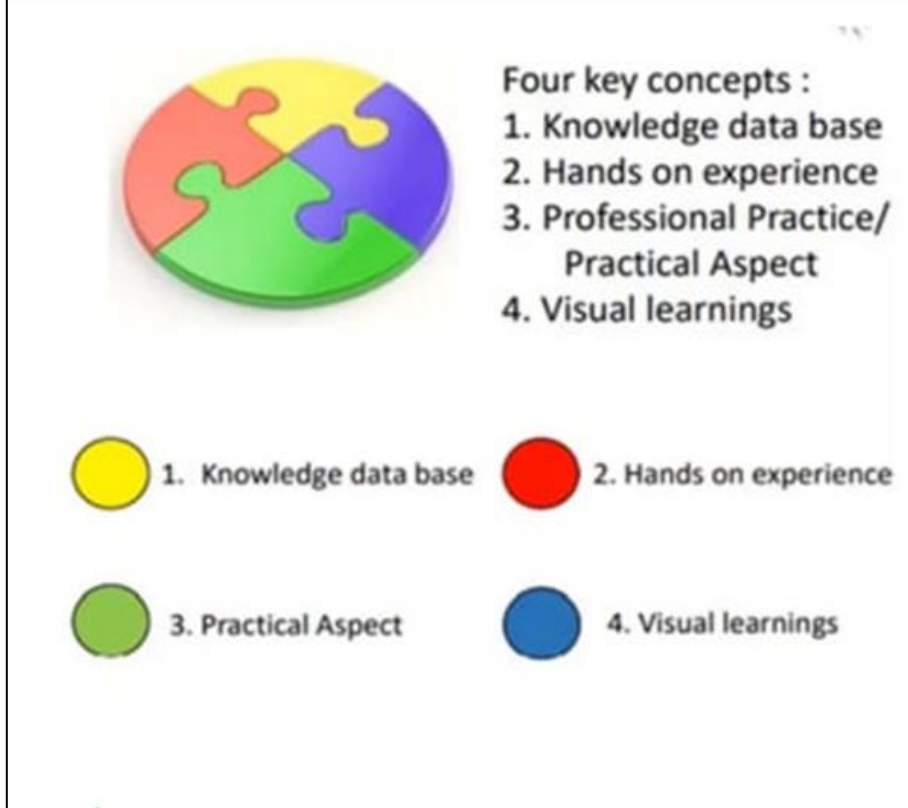 Four key concepts :
1. Knowledge data base
2. Hands on experience
3. Professional Practice/
Practical Aspect
4. Visual learnings
1. Knowledge data base
2. Hands on experience
3. Practical Aspect
4. Visual learnings